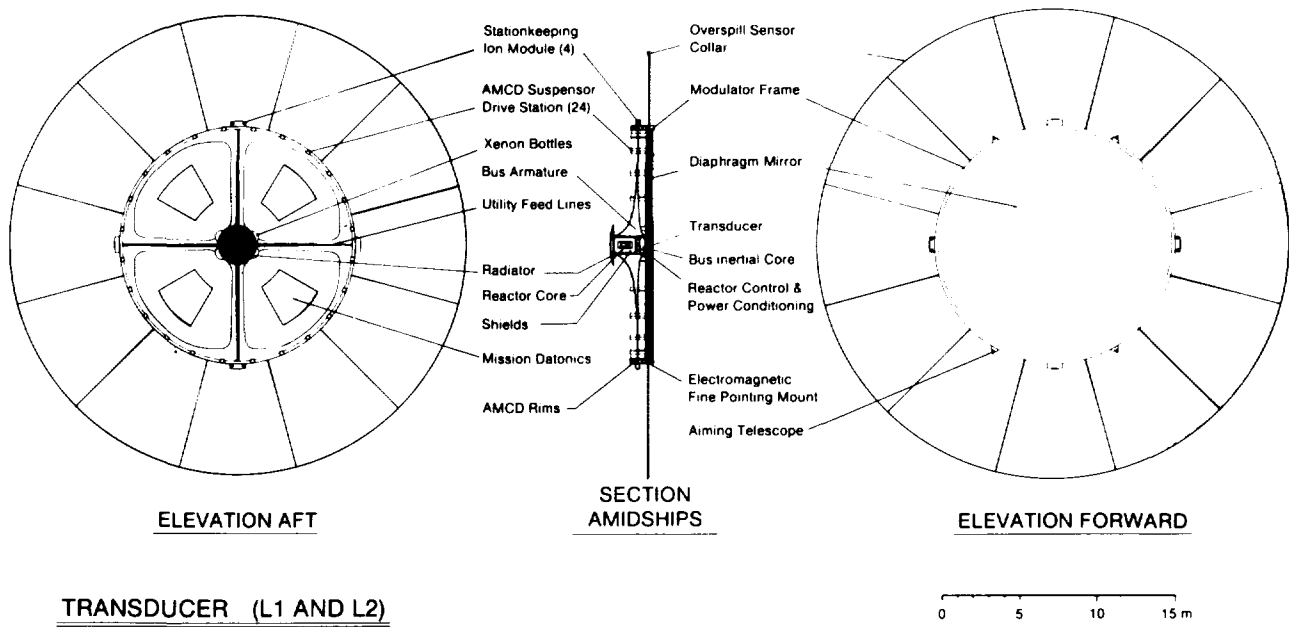 Stationkeeping
Ion Module (4)
AMCD Suspensor
Drive Station (24)
Xenon Bottles
Bus Armature
Utility Feed Lines
Radiator
Reactor Core
Shields
Mission Datonics
AMCD Rims
Overspill Sensor
Collar
Modulator Frame
Diaphragm Mirror
Transducer
Bus inertial Core
Reactor Control &
Power Conditioning
Electromagnetic
Fine Pointing Mount
Aiming Telescope
ELEVATION AFT
SECTION
AMIDSHIPS
ELEVATION FORWARD
TRANSDUCER (L1 AND L2)
0 5 10 15 m